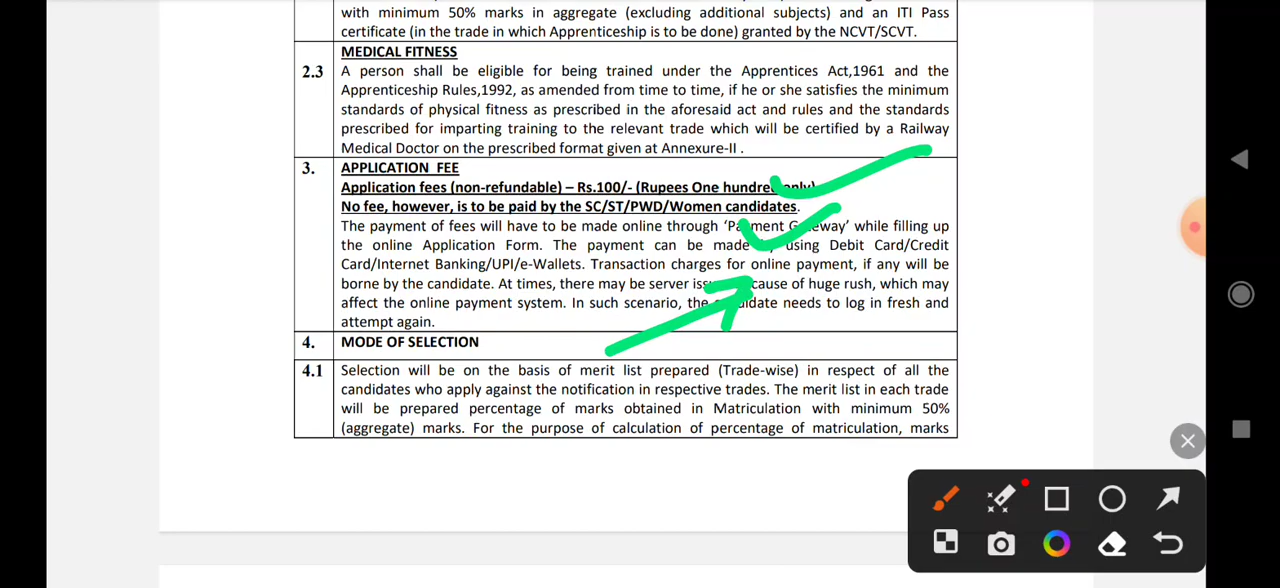 with minimum 50% marks in aggregate (excluding additional subjects) and an ITI Pass
certificate (in the trade in which Apprenticeship is to be done) granted by the NCVT/SCVT.
MEDICAL FITNESS
2.3 A person shall be eligible for being trained under the Apprentices Act,1961 and the
Apprenticeship Rules,1992, as amended from time to time, if he or she satisfies the minimum
standards of physical fitness as prescribed in the aforesaid act and rules and the standards
prescribed for imparting training to the relevant trade which will be certified by a Railway
Medical Doctor on the prescribed format given at Annexure-II .
3. APPLICATION FEE
Application fees (non-refundable) – Rs.100/- (Rupees One hundred only)
No fee, however, is to be paid by the SC/ST/PWD/Women candidates.
The payment of fees will have to be made online through ‘Payment Gateway’ while filling up
the online Application Form. The payment can be made by using Debit Card/Credit
Card/Internet Banking/UPI/e-Wallets. Transaction charges for online payment, if any will be
borne by the candidate. At times, there may be server issues because of huge rush, which may
affect the online payment system. In such scenario, the candidate needs to log in fresh and
attempt again.
4. MODE OF SELECTION
4.1 Selection will be on the basis of merit list prepared (Trade-wise) in respect of all the
candidates who apply against the notification in respective trades. The merit list in each trade
will be prepared percentage of marks obtained in Matriculation with minimum 50%
(aggregate) marks. For the purpose of calculation of percentage of matriculation, marks